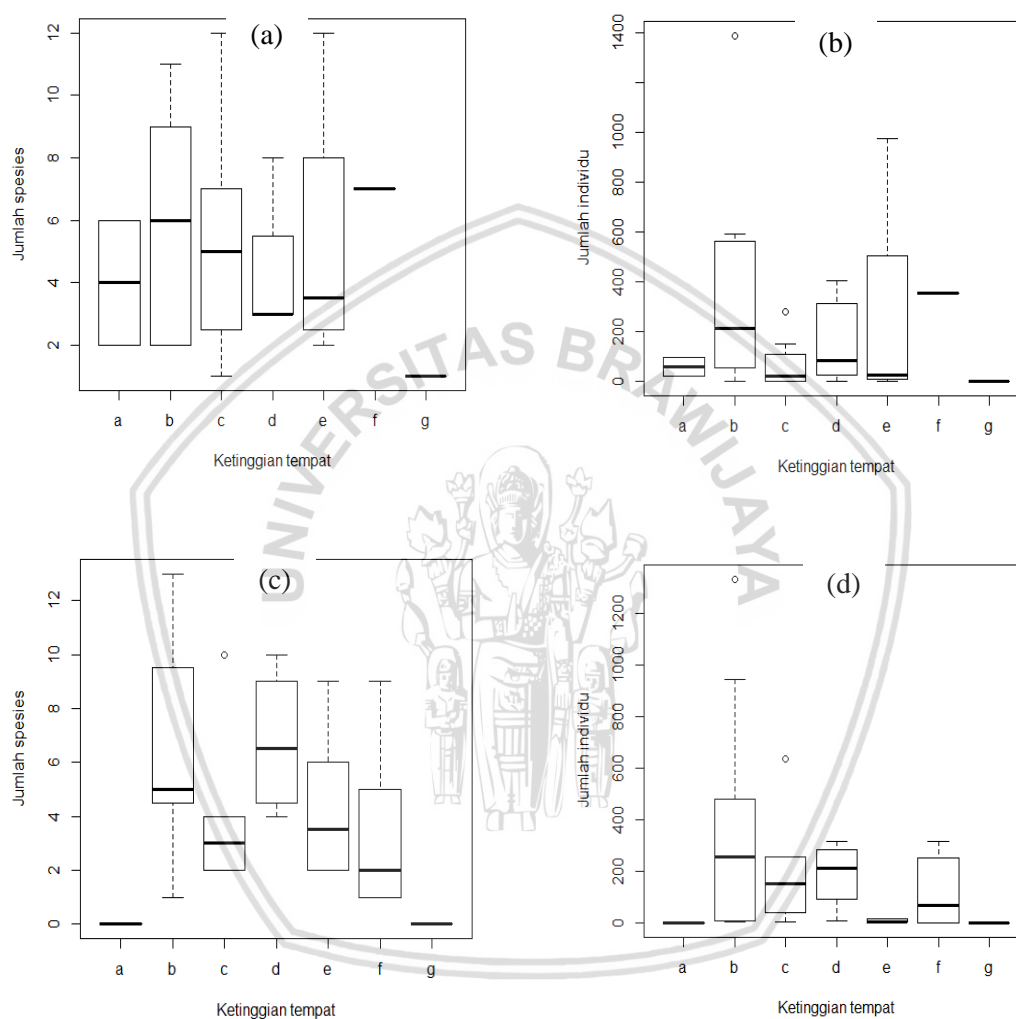 (a)
Jumlah spesies
12
10
8
6
4
2
a b c d e f g
Ketinggian tempat
(b)
Jumlah individu
1400
1000
800
600
400
200
0
a b c d e f g
Ketinggian tempat
UNIVERSITAS BRAWIJAYA
(c)
Jumlah spesies
12
10
8
6
4
2
0
a b c d e f g
Ketinggian tempat
(d)
Jumlah individu
1200
1000
800
600
400
200
0
a b c d e f g
Ketinggian tempat